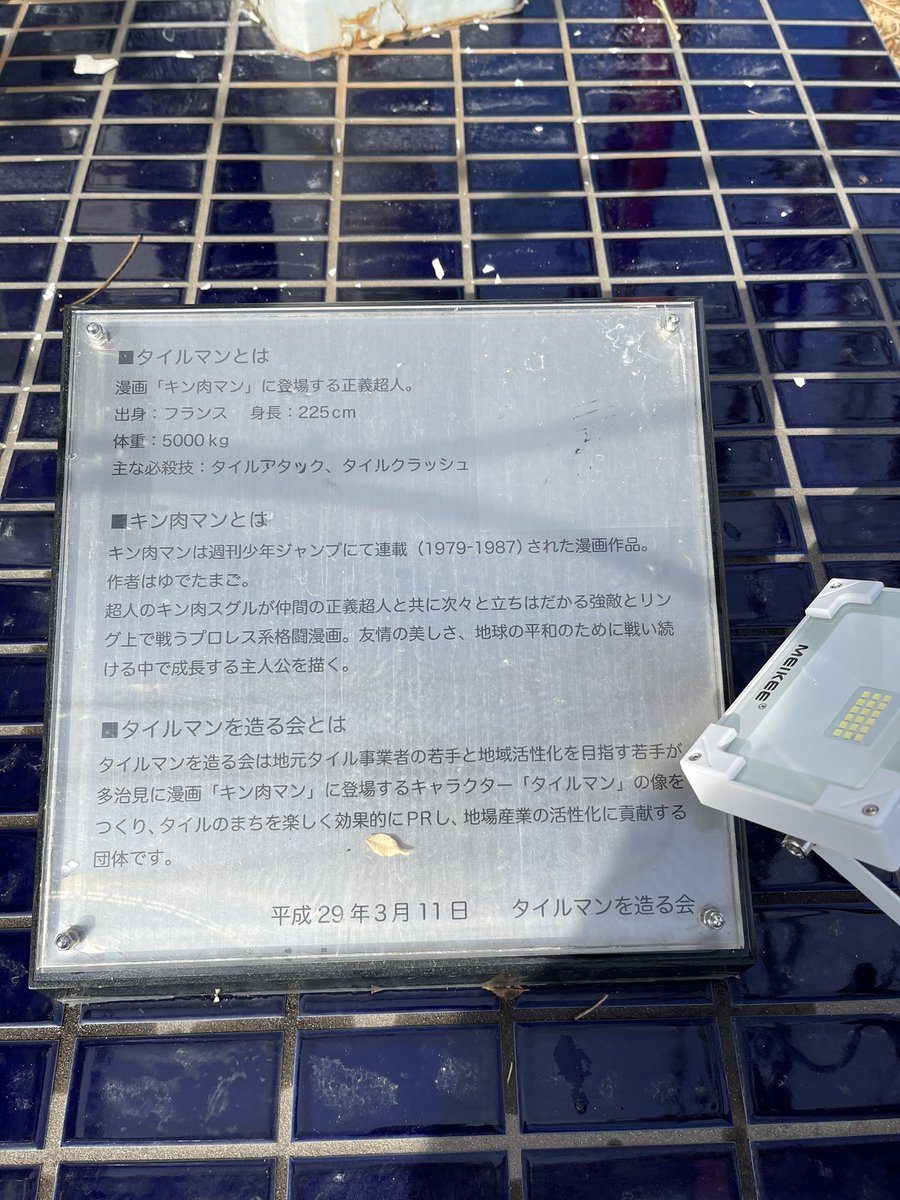 ■タイルマンとは
漫画「キン肉マン」に登場する正義超人。
出身：フランス　身長：225cm
体重：5000kg
主な必殺技：タイルアタック、タイルクラッシュ
■キン肉マンとは
キン肉マンは週刊少年ジャンプにて連載（1979-1987）された漫画作品。
作者はゆでたまご。
超人のキン肉スグルが仲間の正義超人と共に次々と立ちはだかる強敵とリン
グ上で戦うプロレス系格闘漫画。友情の美しさ、地球の平和のために戦い続
ける中で成長する主人公を描く。
■タイルマンを造る会とは
タイルマンを造る会は地元タイル事業者の若手と地域活性化を目指す若手が
多治見に漫画「キン肉マン」に登場するキャラクター「タイルマン」の像を
つくり、タイルのまちを楽しく効果的にPRし、地場産業の活性化に貢献する
団体です。
平成29年3月11日　タイルマンを造る会
MEIKEE®